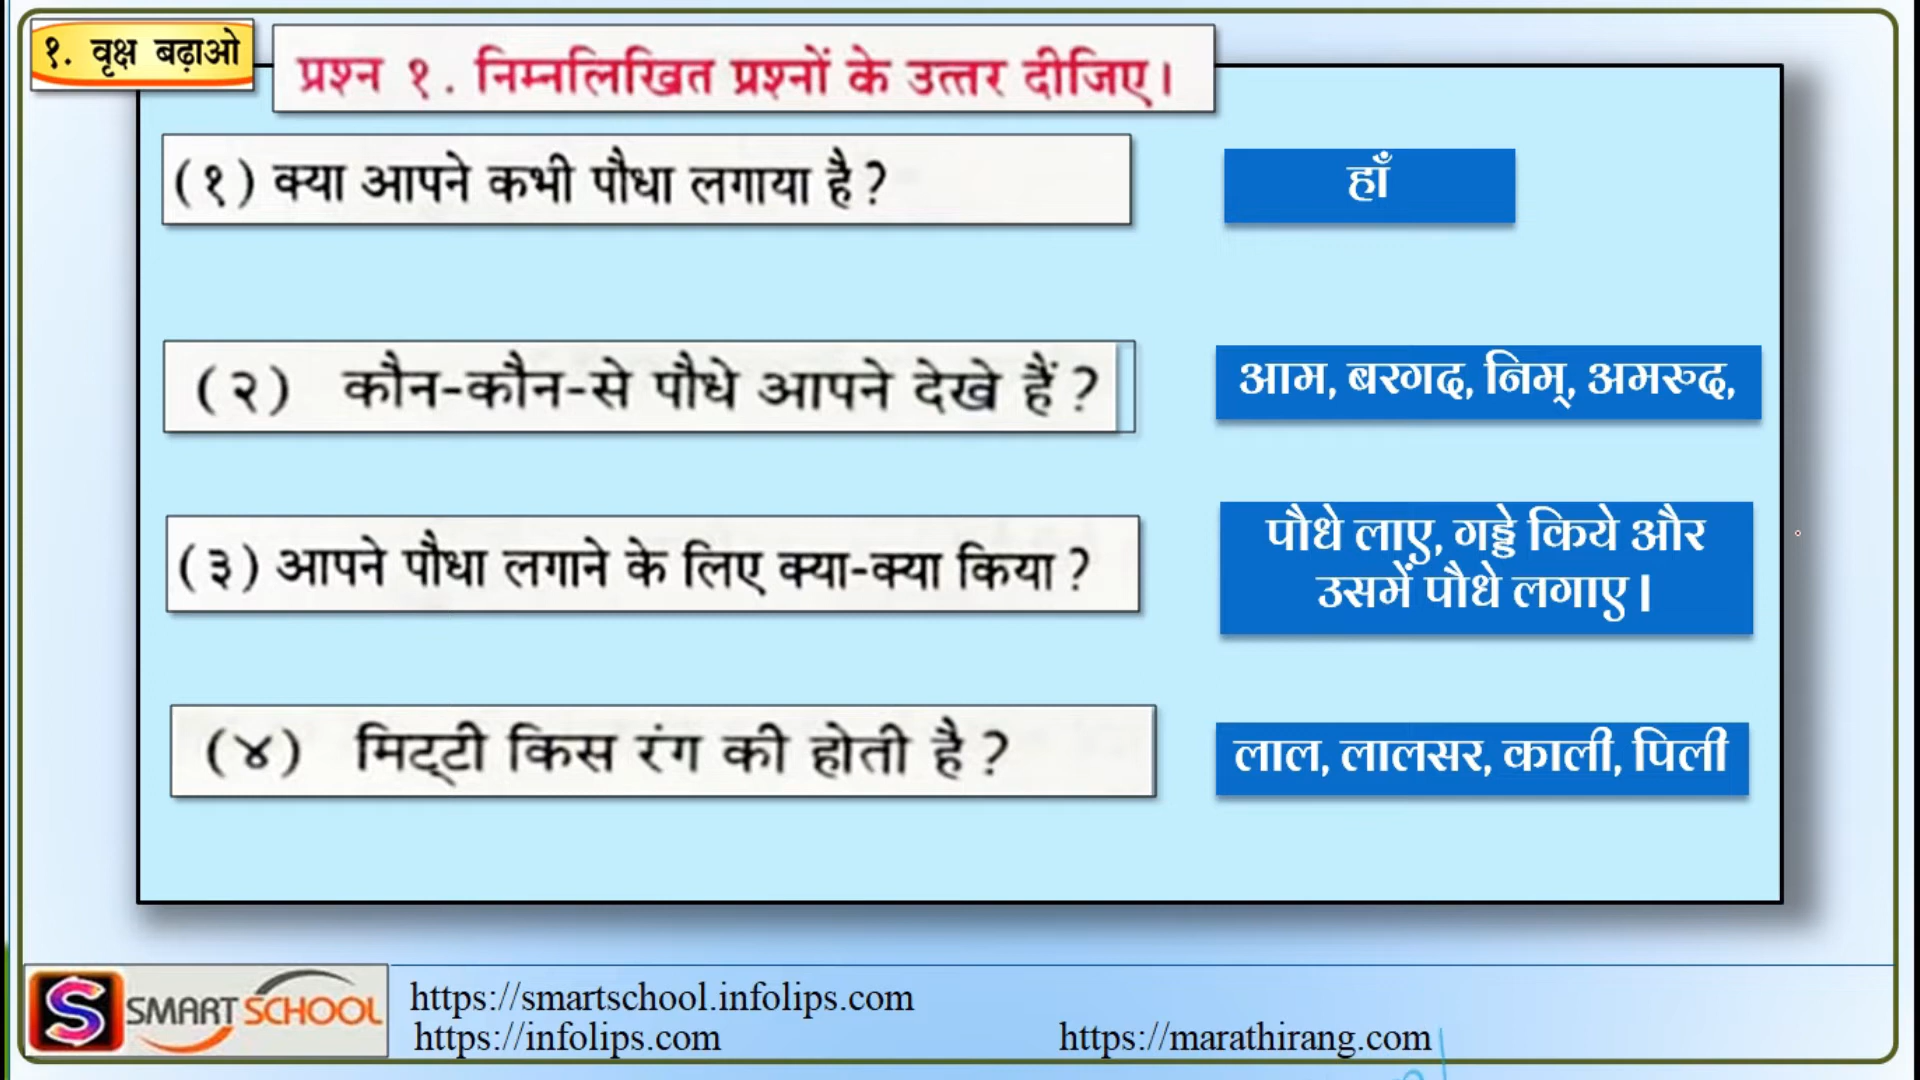 १. वृक्ष बढ़ाओ
प्रश्न १. निम्नलिखित प्रश्नों के उत्तर दीजिए।
(१) क्या आपने कभी पौधा लगाया है ?
हाँ
(२) कौन-कौन-से पौधे आपने देखे हैं ?
आम, बरगद, निम्, अमरुद,
(३) आपने पौधा लगाने के लिए क्या-क्या किया ?
पौधे लाए, गड्डे किये और
उसमें पौधे लगाए।
(४) मिट्टी किस रंग की होती है ?
लाल, लालसर, काली, पिली
S SMART SCHOOL
https://smartschool.infolips.com
https://infolips.com
https://marathirang.com